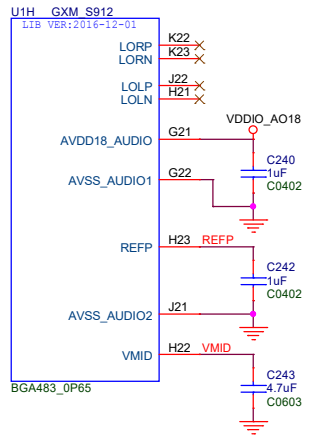 U1H GXM_S912
LIB VER:2016-12-01
LORP K22
LORN K23
LOLP J22
LOLN H21
VDDIO_AO18
AVDD18_AUDIO G21
C240
1uF
C0402
AVSS_AUDIO1 G22
REFP H23 REFP
C242
1uF
C0402
AVSS_AUDIO2 J21
VMID H22 VMID
C243
4.7uF
C0603
BGA483_0P65